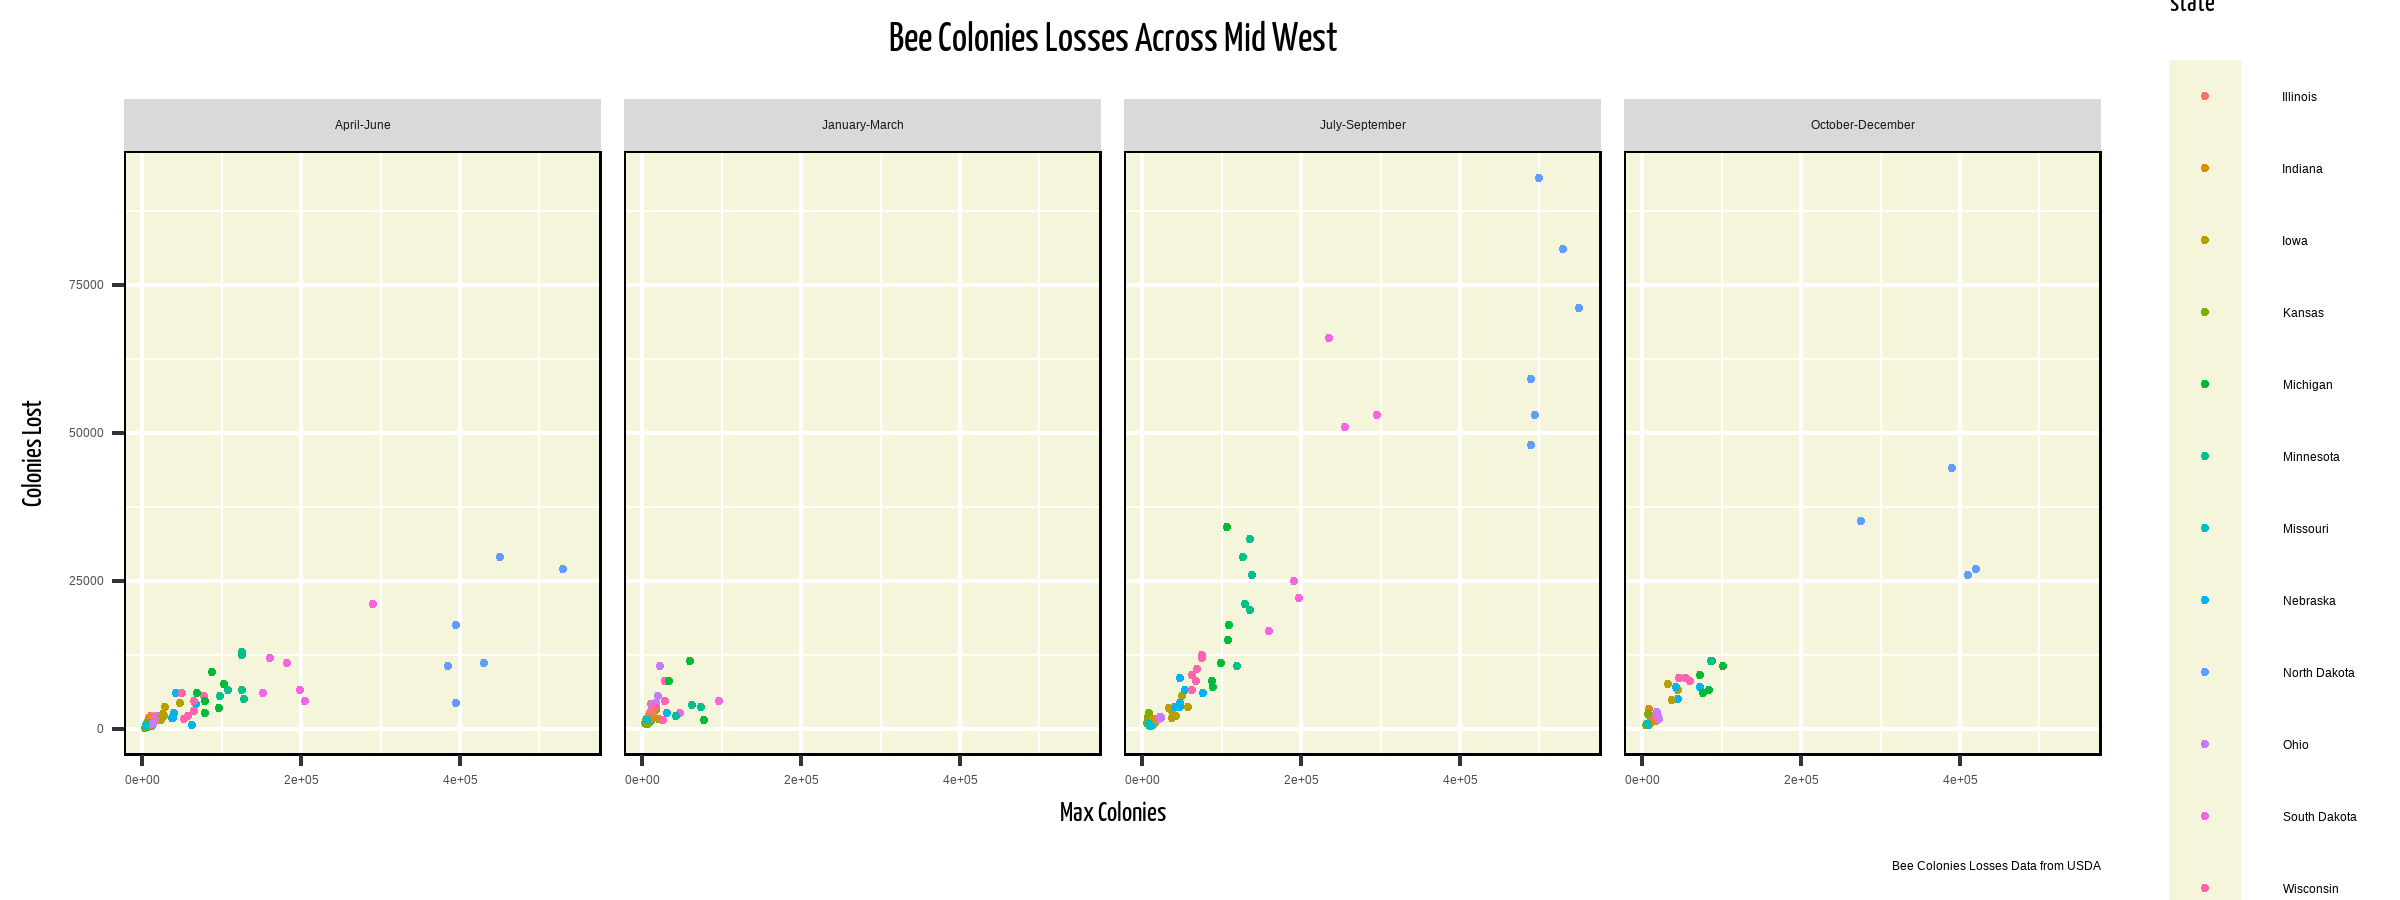 Bee Colonies Losses Across Mid West
state
April-June
January-March
July-September
October-December
Colonies Lost
75000
50000
25000
0
0e+00 2e+05 4e+05
0e+00 2e+05 4e+05
0e+00 2e+05 4e+05
0e+00 2e+05 4e+05
Max Colonies
Bee Colonies Losses Data from USDA
Illinois
Indiana
Iowa
Kansas
Michigan
Minnesota
Missouri
Nebraska
North Dakota
Ohio
South Dakota
Wisconsin